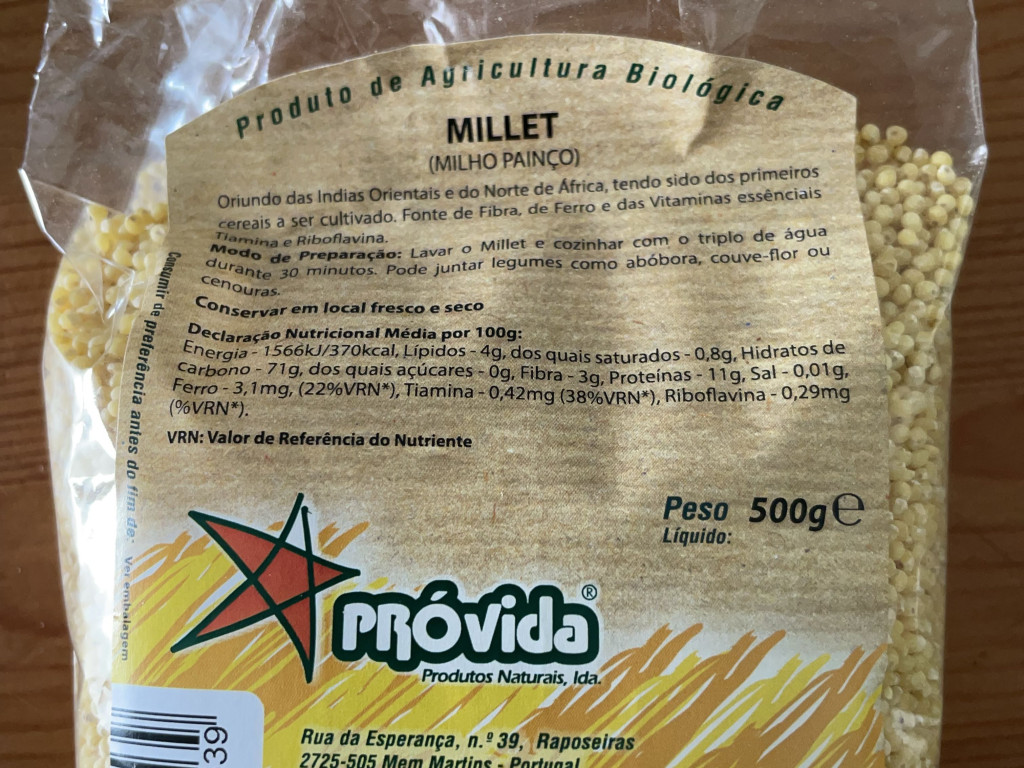 Produto de Agricultura Biológica
MILLET
(MILHO PAINÇO)
Oriundo das Indias Orientais e do Norte de África, tendo sido dos primeiros
cereais a ser cultivado. Fonte de Fibra, de Ferro e das Vitaminas essênciais
Tiamina e Riboflavina.
Modo de Preparação: Lavar o Millet e cozinhar com o triplo de água
durante 30 minutos. Pode juntar legumes como abóbora, couve-flor ou
cenouras.
Conservar em local fresco e seco
Declaração Nutricional Média por 100g:
Energia - 1566kJ/370kcal, Lípidos - 4g, dos quais saturados - 0,8g, Hidratos de
Carbono - 71g, dos quais açúcares - 0g, Fibra - 3g, Proteínas - 11g, Sal - 0,01g,
Ferro - 3,1mg, (22%VRN*), Tiamina - 0,42mg (38%VRN*), Riboflavina - 0,29mg
(%VRN*).
VRN: Valor de Referência do Nutriente
Consumir de preferência antes do fim de: Ver embalagem
Peso 500g ℮
Líquido:
PRÓVida®
Produtos Naturais, lda.
Rua da Esperança, n.º 39, Raposeiras
2725-505 Mem Martins - Portugal
39